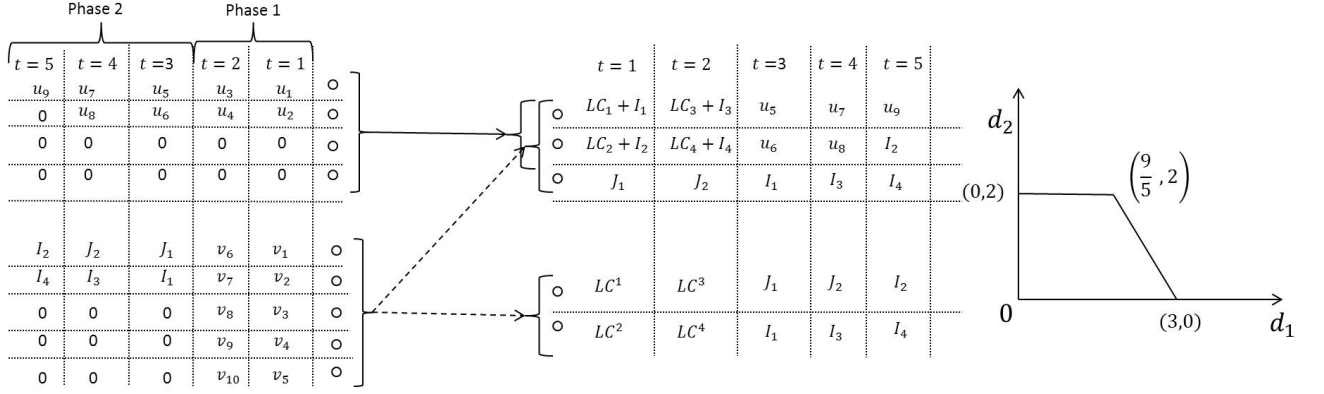 Phase 2 Phase 1
t = 5 t = 4 t =3 t = 2 t = 1
u₉ u₇ u₅ u₃ u₁
0 u₈ u₆ u₄ u₂
0 0 0 0 0
0 0 0 0 0
I₂ J₂ J₁ v₆ v₁
I₄ I₃ I₁ v₇ v₂
0 0 0 v₈ v₃
0 0 0 v₉ v₄
0 0 0 v₁₀ v₅
t = 1 t = 2 t =3 t = 4 t = 5
LC₁ + I₁ LC₃ + I₃ u₅ u₇ u₉
LC₂ + I₂ LC₄ + I₄ u₆ u₈ I₂
J₁ J₂ I₁ I₃ I₄
LC¹ LC³ J₁ J₂ I₂
LC² LC⁴ I₁ I₃ I₄
d₂
(9/5 , 2)
(0,2)
0 (3,0) d₁